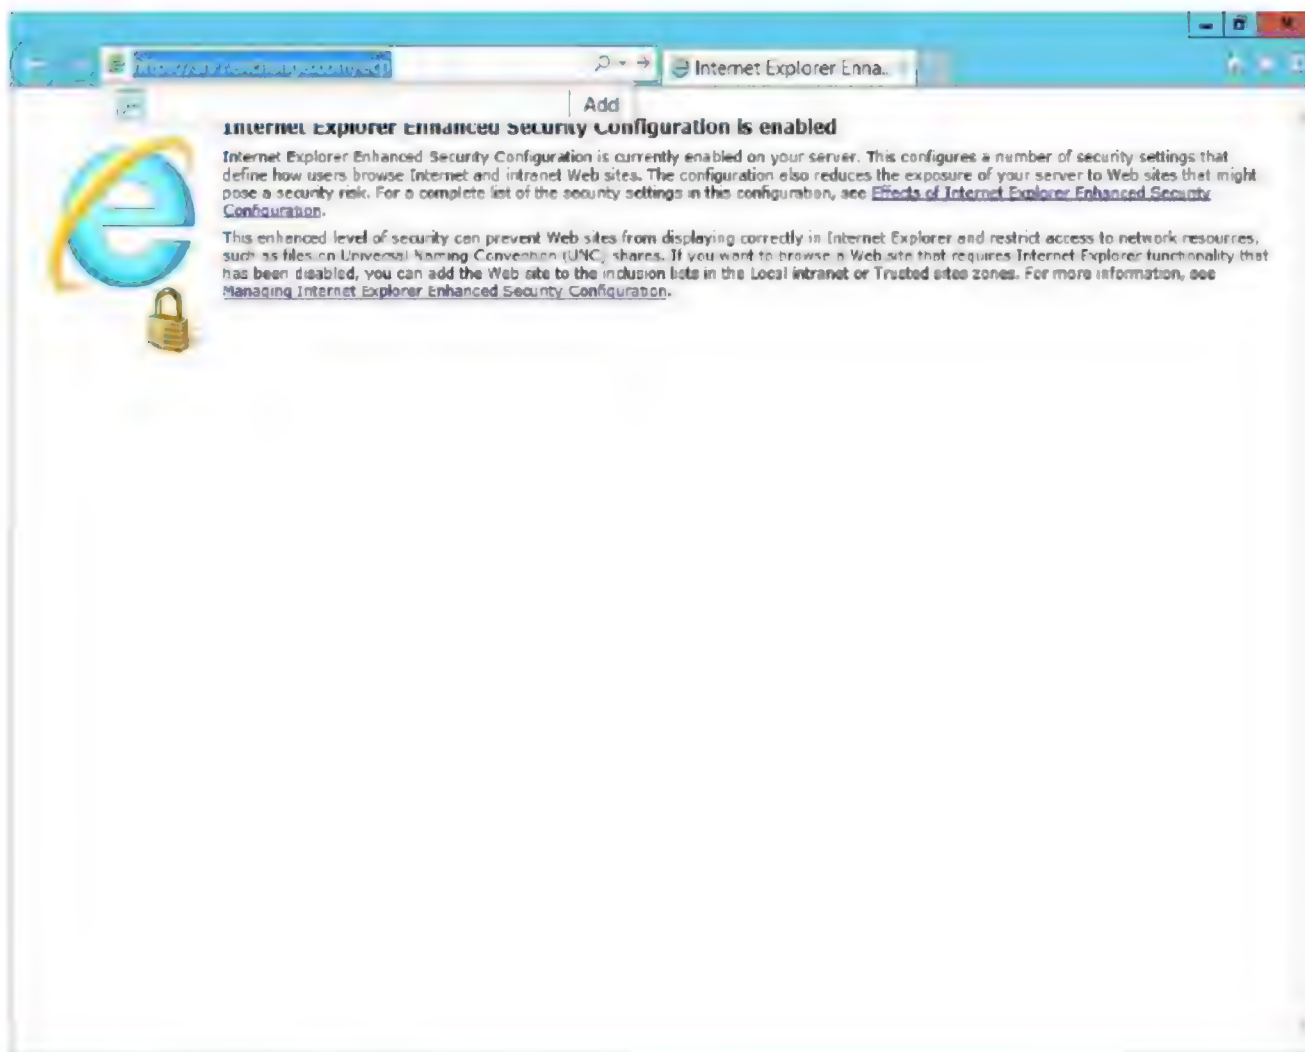 Internet Explorer Enha..
Add
Internet Explorer Enhanced Security Configuration is enabled
Internet Explorer Enhanced Security Configuration is currently enabled on your server. This configures a number of security settings that
define how users browse Internet and intranet Web sites. The configuration also reduces the exposure of your server to Web sites that might
pose a security risk. For a complete list of the security settings in this configuration, see Effects of Internet Explorer Enhanced Security
Configuration.
This enhanced level of security can prevent Web sites from displaying correctly in Internet Explorer and restrict access to network resources,
such as files on Universal Naming Convention (UNC) shares. If you want to browse a Web site that requires Internet Explorer functionality that
has been disabled, you can add the Web site to the inclusion lists in the Local intranet or Trusted sites zones. For more information, see
Managing Internet Explorer Enhanced Security Configuration.